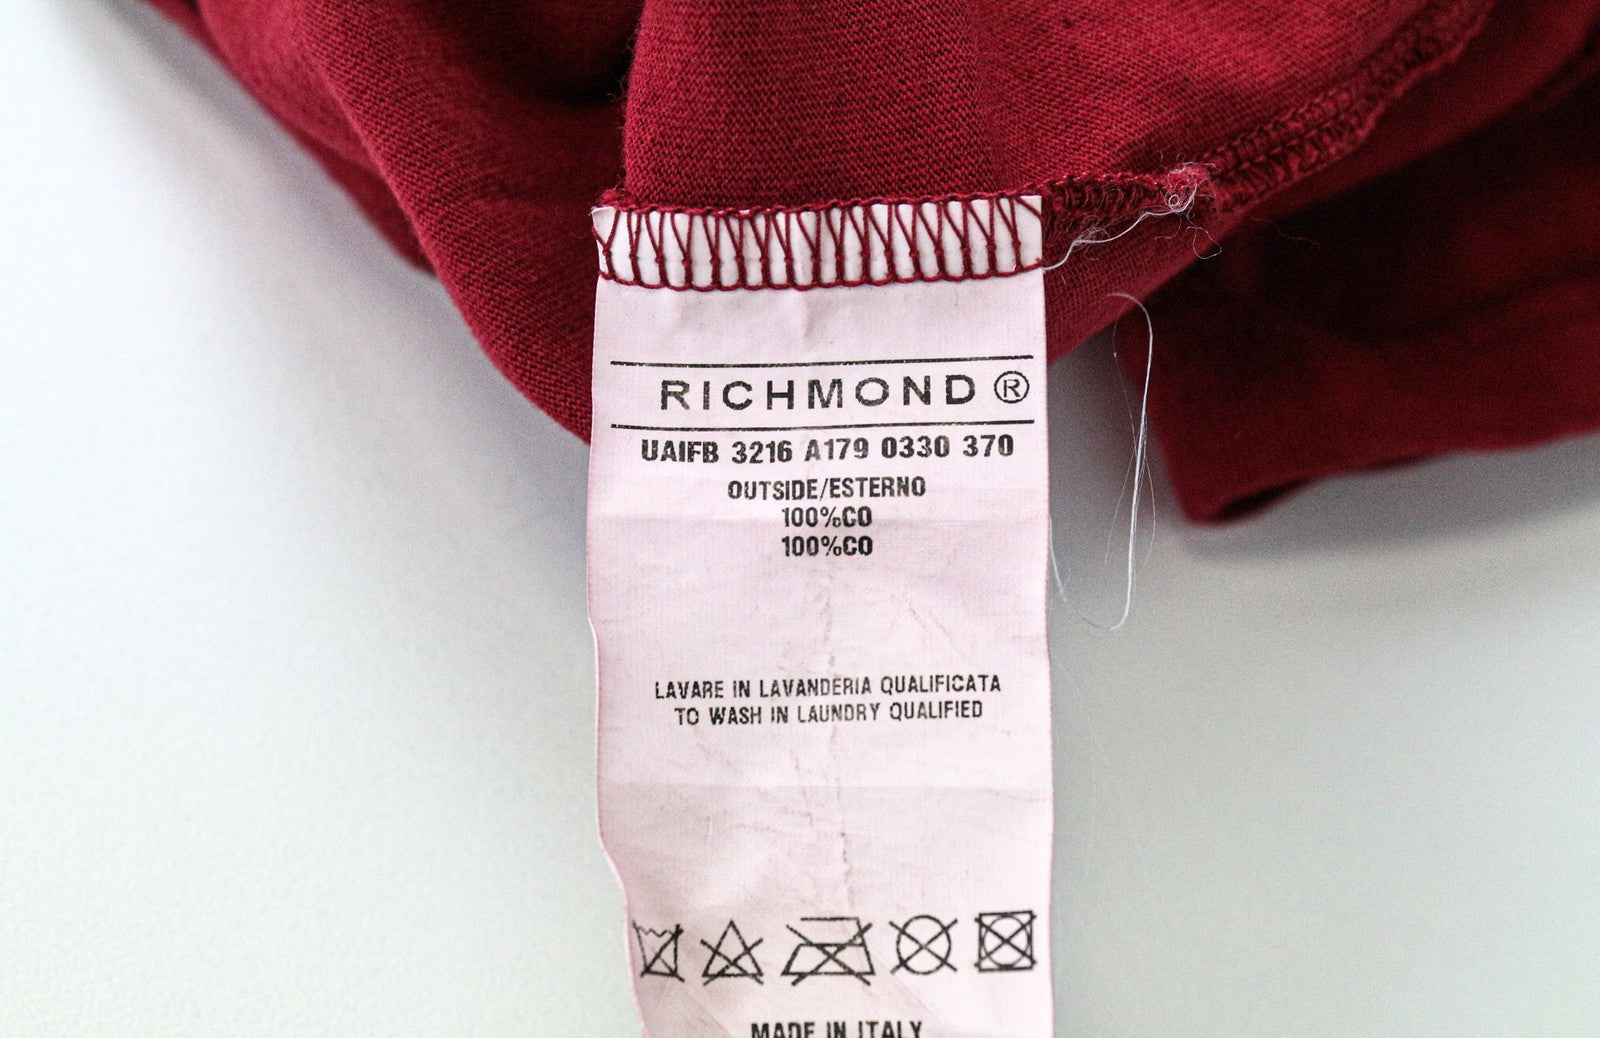 RICHMOND®
UAIFB 3216 A179 0330 370
OUTSIDE/ESTERNO
100%CO
100%CO
LAVARE IN LAVANDERIA QUALIFICATA
TO WASH IN LAUNDRY QUALIFIED
MADE IN ITALY